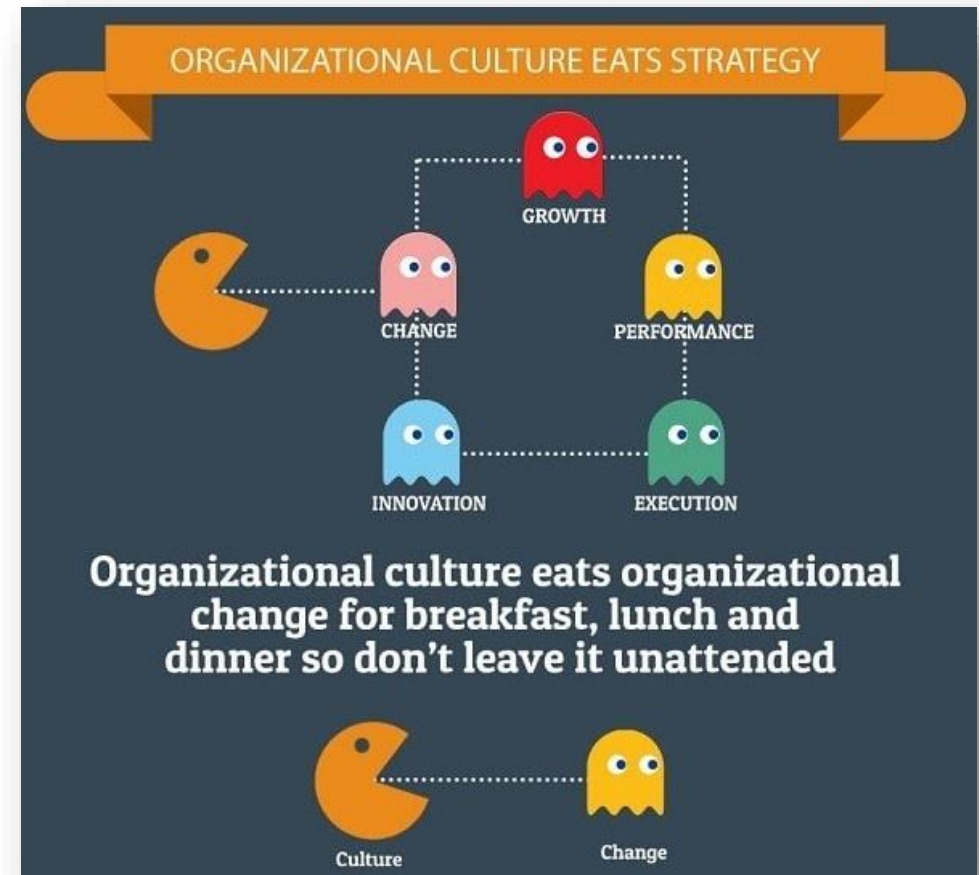 ORGANIZATIONAL CULTURE EATS STRATEGY
GROWTH
CHANGE
PERFORMANCE
INNOVATION
EXECUTION
Organizational culture eats organizational
change for breakfast, lunch and
dinner so don't leave it unattended
Culture
Change